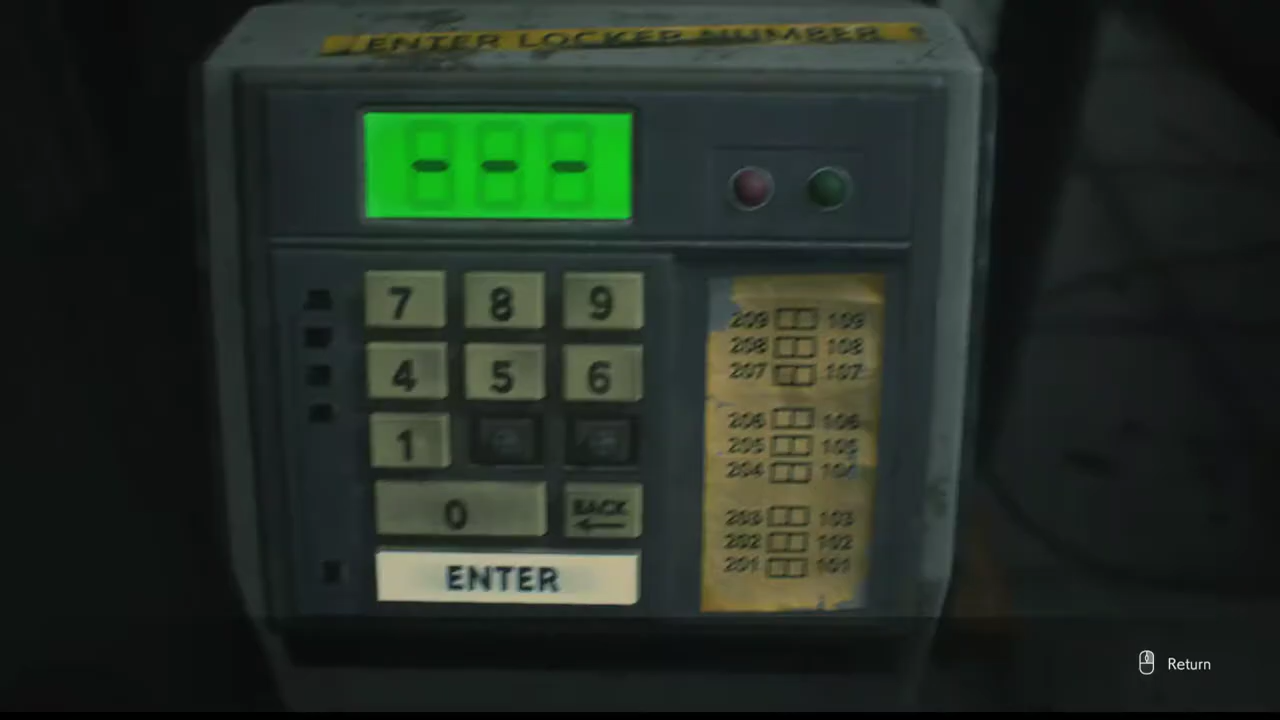 ENTER LOCKER NUMBER
- - -
7 8 9
4 5 6
1
0 BACK
ENTER
209 109
208 108
207 107
206 106
205 105
204 104
203 103
202 102
201 101
Return